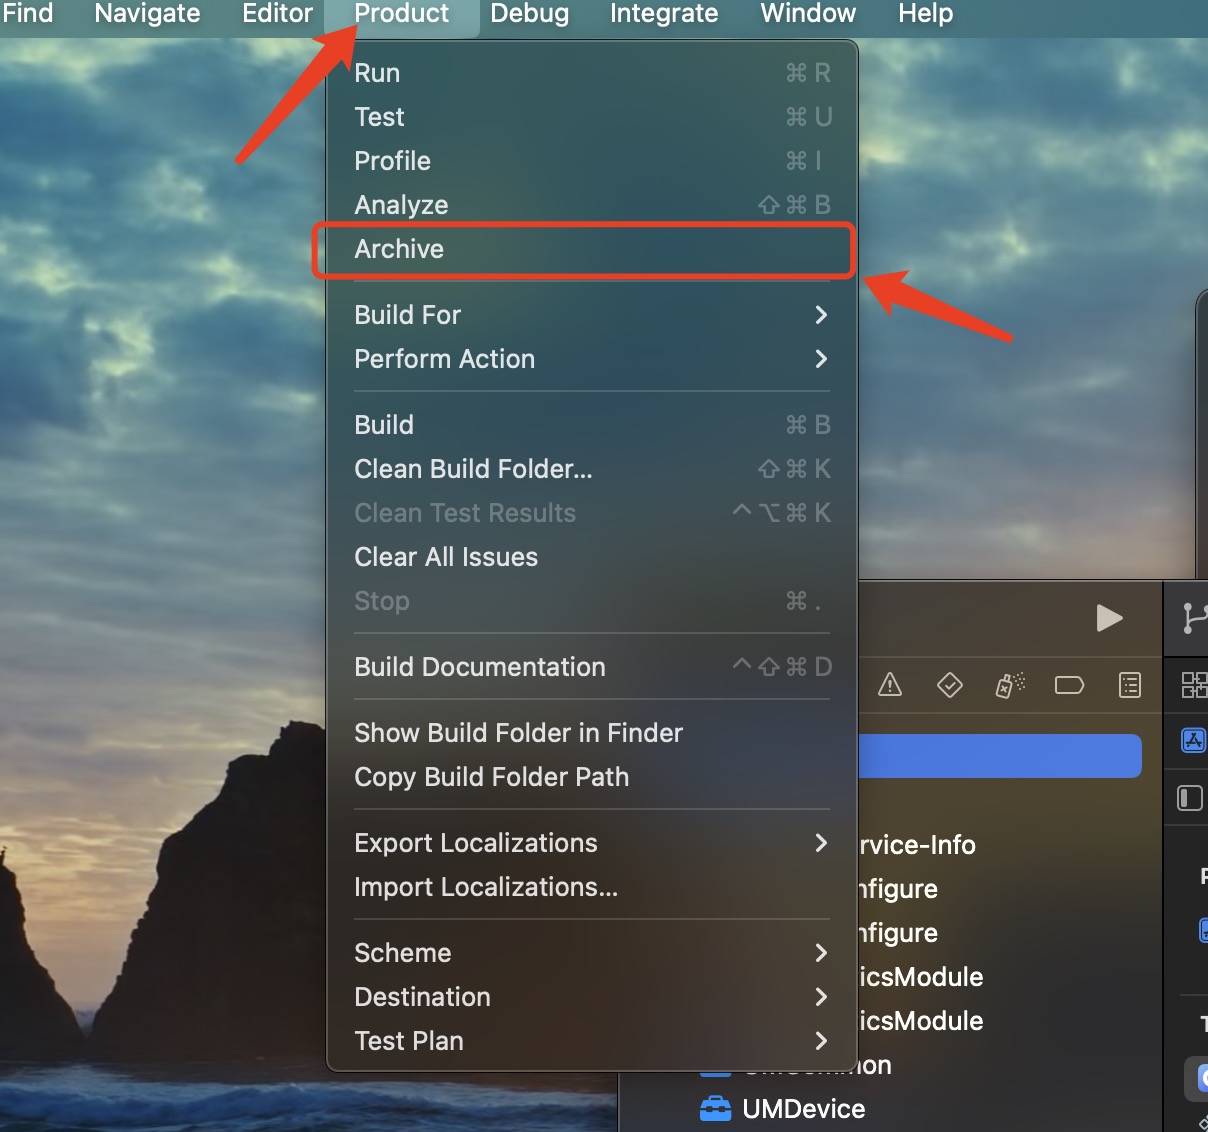 Find Navigate Editor Product Debug Integrate Window Help
Run ⌘ R
Test ⌘ U
Profile ⌘ I
Analyze ⇧ ⌘ B
Archive
Build For
Perform Action
Build ⌘ B
Clean Build Folder... ⇧ ⌘ K
Clean Test Results ^ ⌥ ⌘ K
Clear All Issues
Stop ⌘ .
Build Documentation ^ ⇧ ⌘ D
Show Build Folder in Finder
Copy Build Folder Path
Export Localizations
Import Localizations...
Scheme
Destination
Test Plan
rvice-Info
nfigure
nfigure
icsModule
icsModule
UMDevice